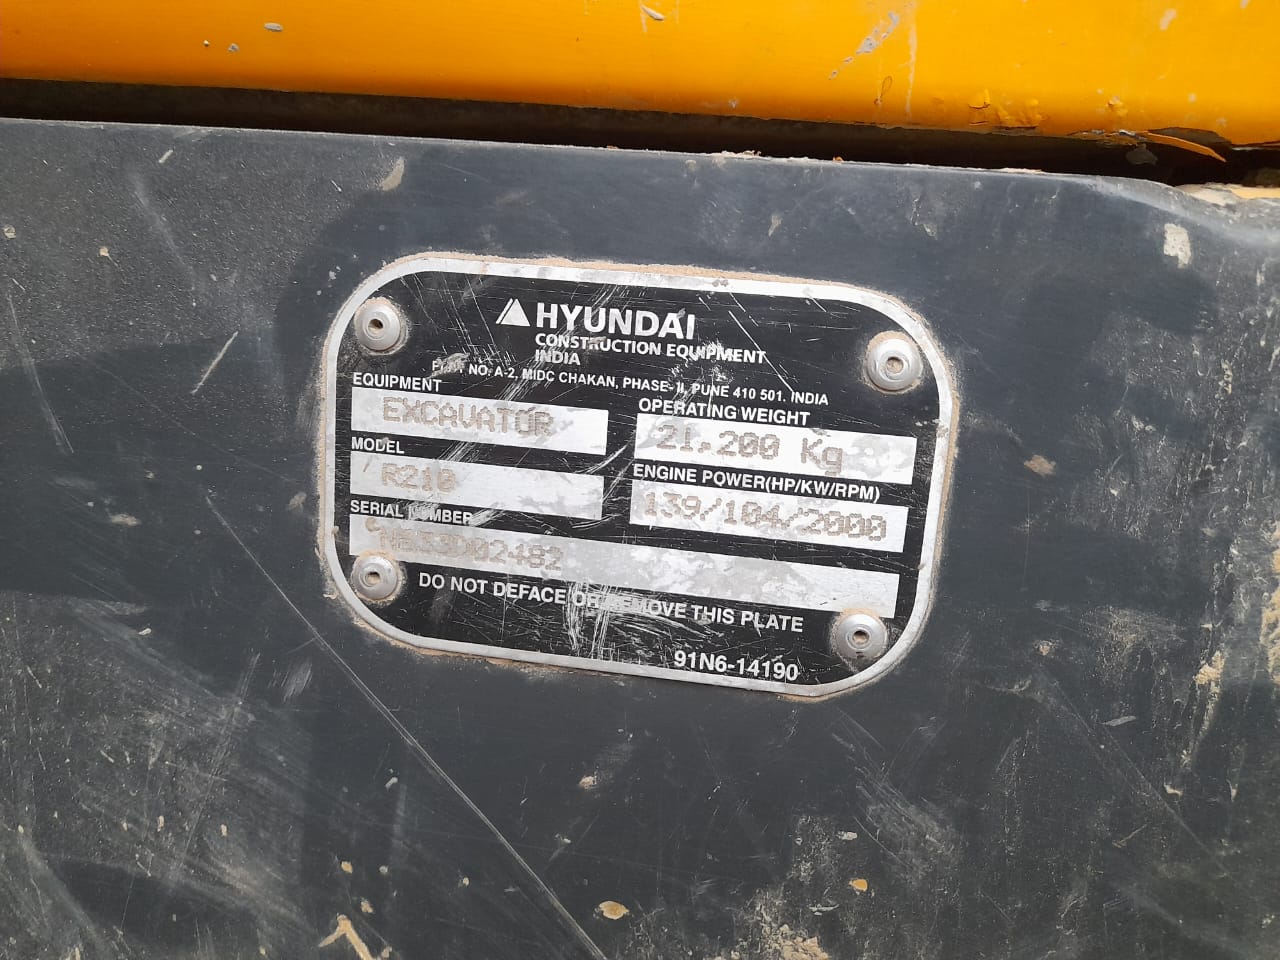 HYUNDAI
CONSTRUCTION EQUIPMENT
INDIA
PLOT NO. A-2, MIDC CHAKAN, PHASE- II, PUNE 410 501. INDIA
EQUIPMENT
EXCAVATOR
OPERATING WEIGHT
21.200 Kg
MODEL
R210
ENGINE POWER(HP/KW/RPM)
139/104/2000
SERIAL NUMBER
DO NOT DEFACE OR REMOVE THIS PLATE
91N6-14190